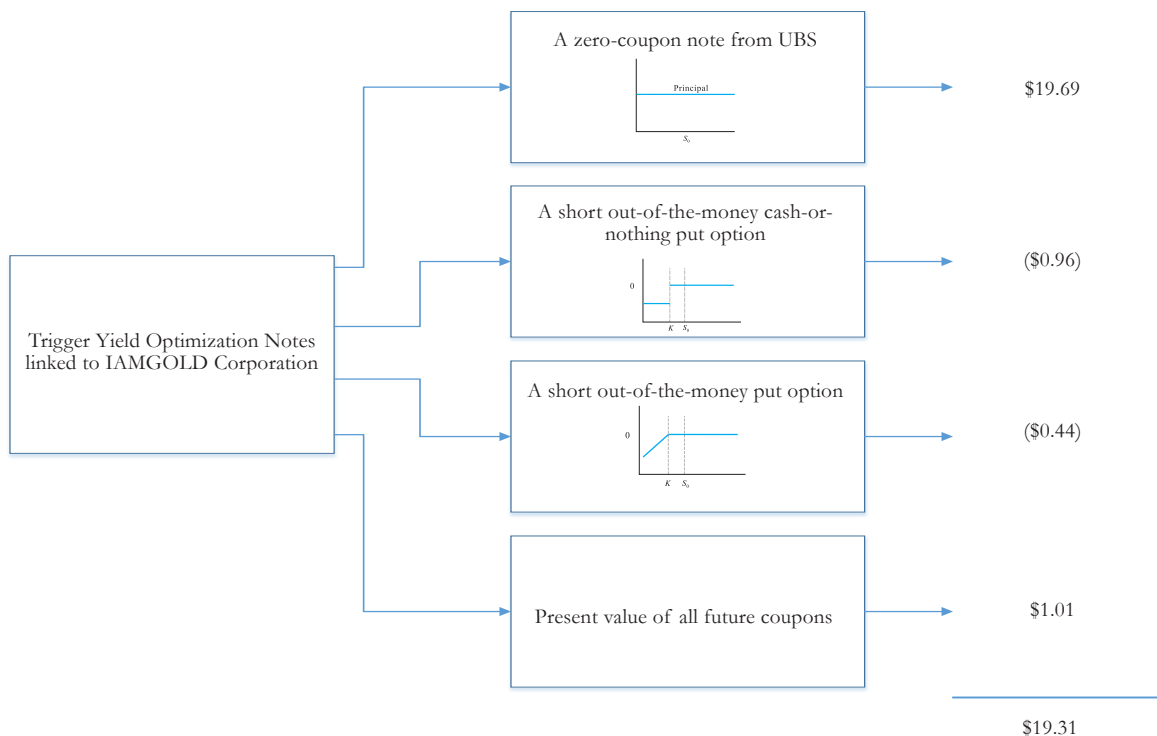 A zero-coupon note from UBS
Principal
S0
$19.69
A short out-of-the-money cash-or-
nothing put option
0
K
S0
($0.96)
Trigger Yield Optimization Notes
linked to IAMGOLD Corporation
A short out-of-the-money put option
0
K
S0
($0.44)
Present value of all future coupons
$1.01
$19.31